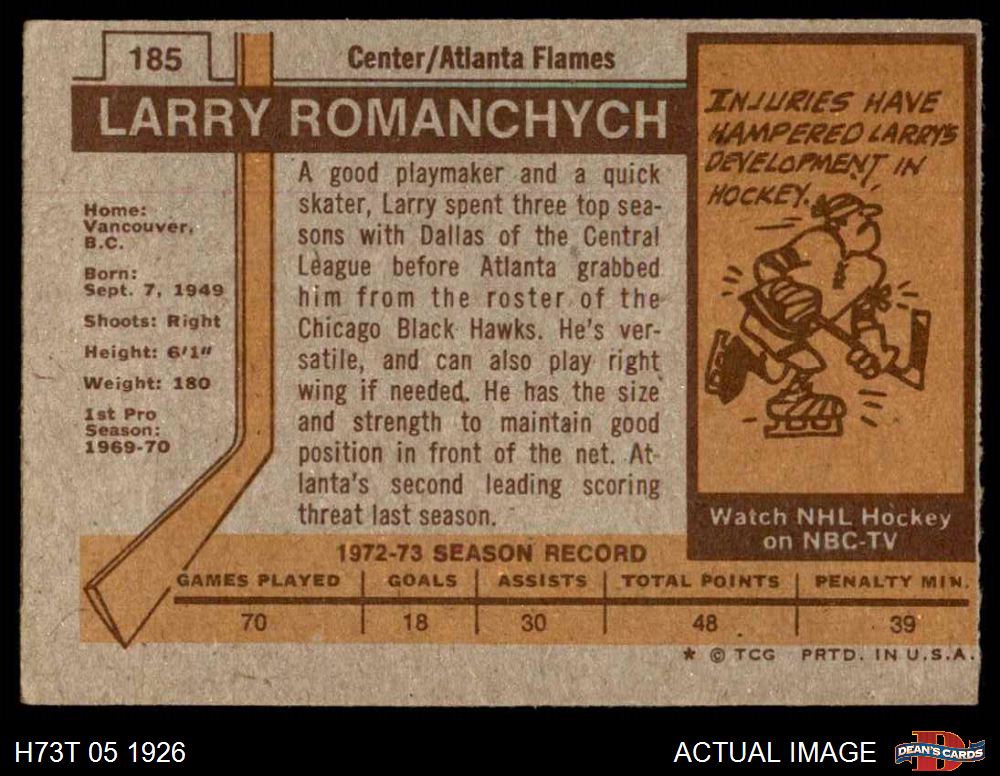 185
Center/Atlanta Flames
LARRY ROMANCHYCH
Home:
Vancouver,
B.C.
Born:
Sept. 7, 1949
Shoots: Right
Height: 6'1"
Weight: 180
1st Pro
Season:
1969-70
A good playmaker and a quick
skater, Larry spent three top sea-
sons with Dallas of the Central
League before Atlanta grabbed
him from the roster of the
Chicago Black Hawks. He's ver-
satile, and can also play right
wing if needed. He has the size
and strength to maintain good
position in front of the net. At-
lanta's second leading scoring
threat last season.
INJURIES HAVE
HAMPERED LARRY'S
DEVELOPMENT IN
HOCKEY.
Watch NHL Hockey
on NBC-TV
1972-73 SEASON RECORD
GAMES PLAYED GOALS ASSISTS TOTAL POINTS PENALTY MIN.
70 18 30 48 39
* © TCG PRTD. IN U.S.A.
H73T 05 1926
ACTUAL IMAGE
DEAN'S CARDS